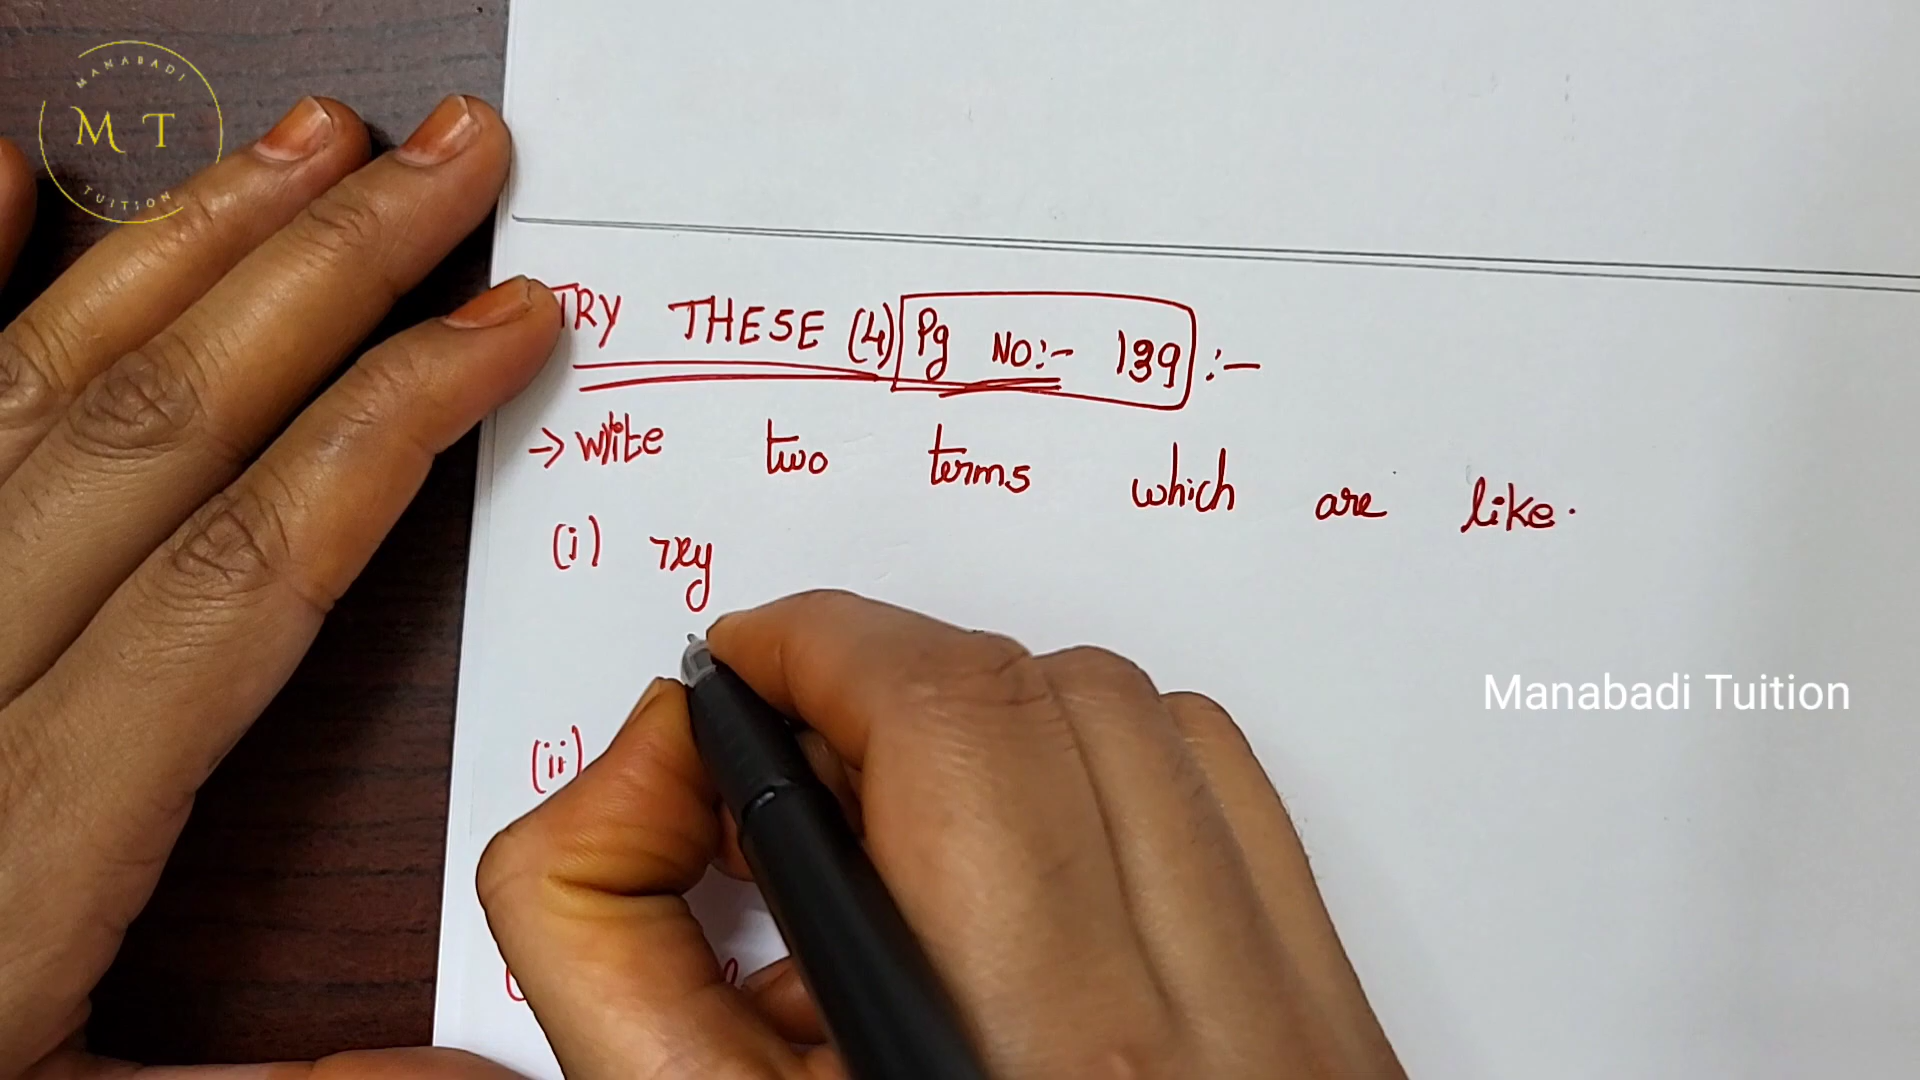 MANABADI
M T
TUITION
TRY THESE (4) Pg NO:- 139 :-
→ Write two terms which are like.
(i) 7xy
(ii)
Manabadi Tuition